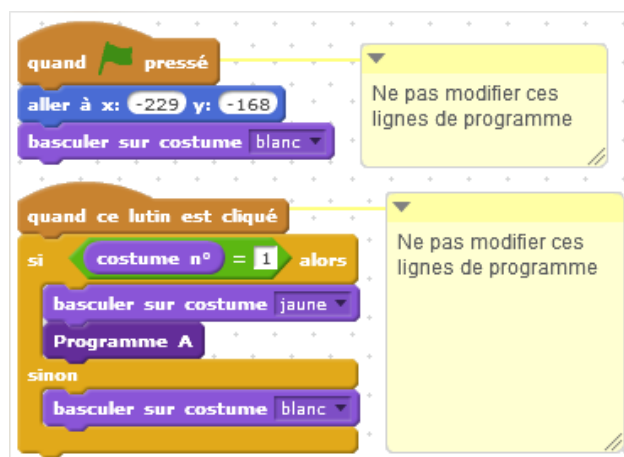 quand pressé
aller à x: -229 y: -168
basculer sur costume blanc
Ne pas modifier ces
lignes de programme
quand ce lutin est cliqué
si costume nº = 1 alors
basculer sur costume jaune
Programme A
sinon
basculer sur costume blanc
Ne pas modifier ces
lignes de programme